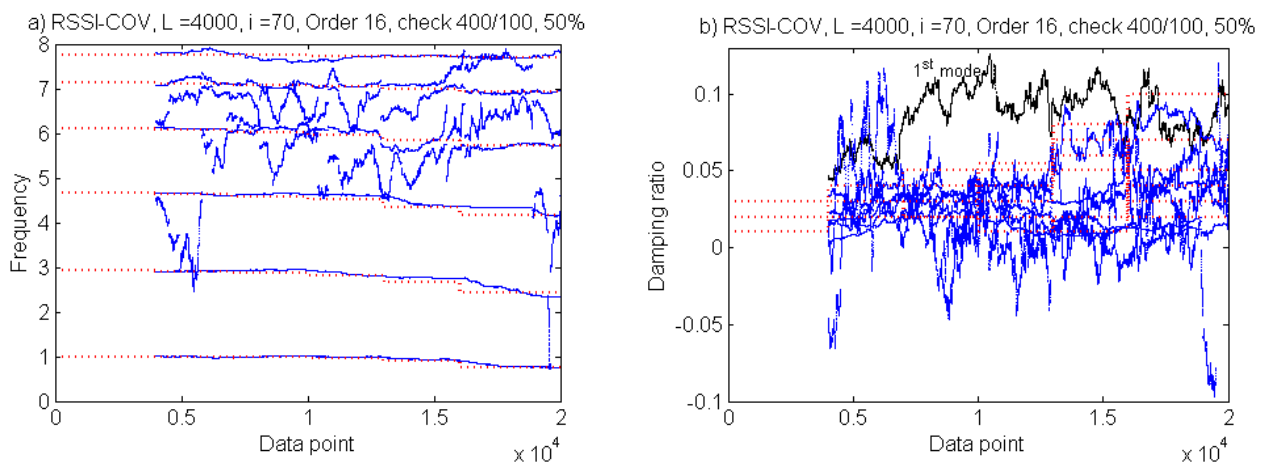 a) RSSI-COV, L =4000, i =70, Order 16, check 400/100, 50%
8
7
6
5
4
3
2
1
0
Frequency
0
0.5
1
1.5
2
Data point
x 10^4
b) RSSI-COV, L =4000, i =70, Order 16, check 400/100, 50%
1st mode
0.1
0.05
0
-0.05
-0.1
Damping ratio
0
0.5
1
1.5
2
Data point
x 10^4